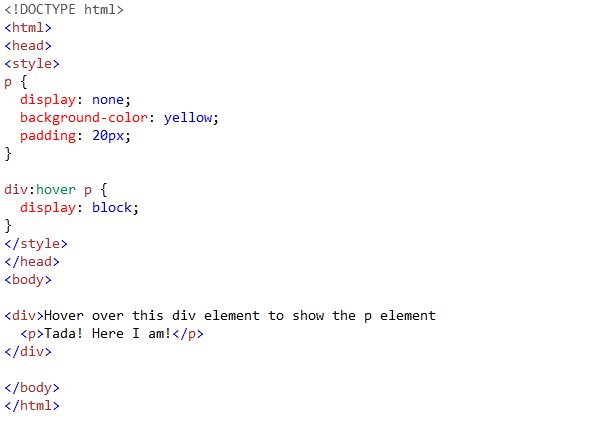 <!DOCTYPE html>
<html>
<head>
<style>
p {
  display: none;
  background-color: yellow;
  padding: 20px;
}

div:hover p {
  display: block;
}
</style>
</head>
<body>

<div>Hover over this div element to show the p element
  <p>Tada! Here I am!</p>
</div>

</body>
</html>